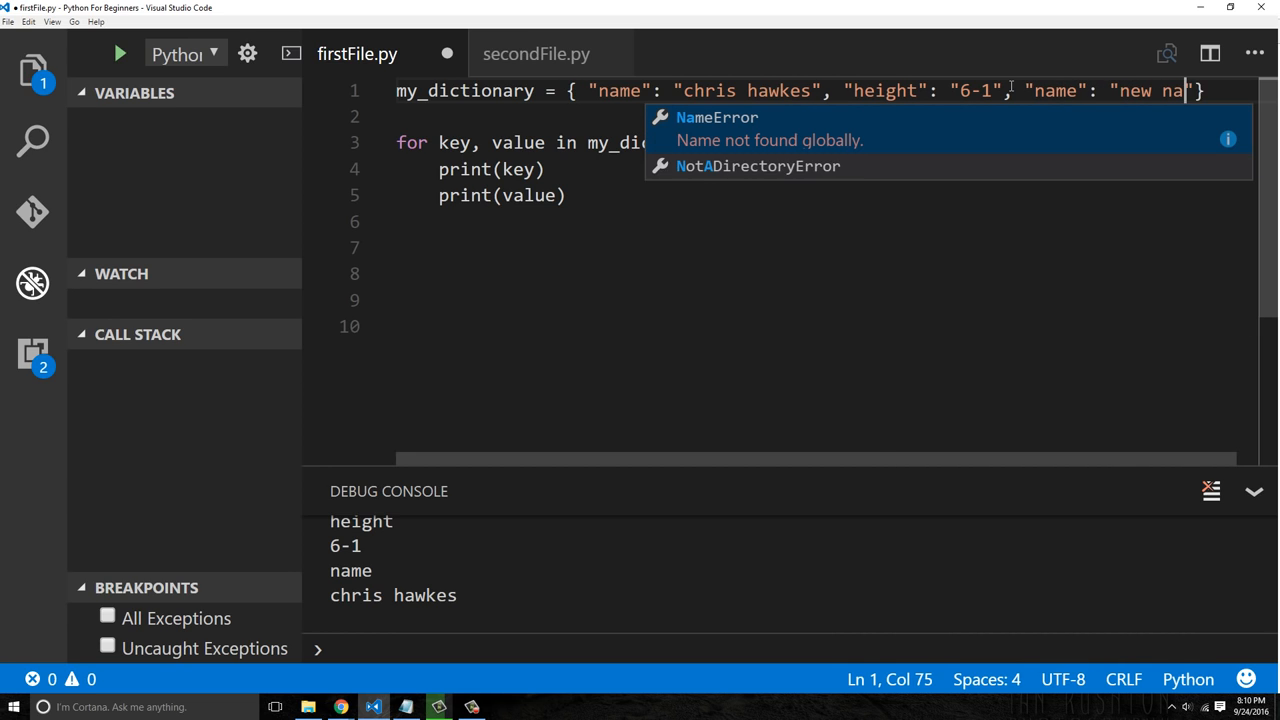 • firstFile.py - Python For Beginners - Visual Studio Code
File Edit View Go Help
1 Pythor firstFile.py secondFile.py
VARIABLES
WATCH
CALL STACK
2
BREAKPOINTS
All Exceptions
Uncaught Exceptions
1 my_dictionary = { "name": "chris hawkes", "height": "6-1", "name": "new na"}
2
3 for key, value in my_dic
4 print(key)
5 print(value)
6
7
8
9
10
NameError
Name not found globally.
NotADirectoryError
DEBUG CONSOLE
height
6-1
name
chris hawkes
0 0 Ln 1, Col 75 Spaces: 4 UTF-8 CRLF Python
I'm Cortana. Ask me anything.
8:10 PM
9/24/2016